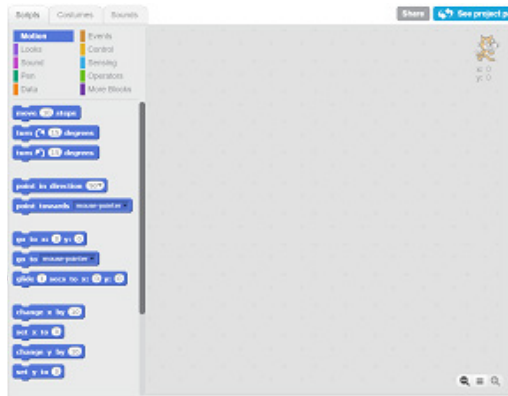 Scripts Costumes Sounds
Share
See project p
Motion Events
Looks Control
Sound Sensing
Pen Operators
Data More Blocks
x: 0
y: 0
move 10 steps
turn 15 degrees
turn 15 degrees
point in direction 90
point towards mouse-pointer
go to x: 0 y: 0
go to mouse-pointer
glide 1 secs to x: 0 y: 0
change x by 10
set x to 0
change y by 10
set y to 0